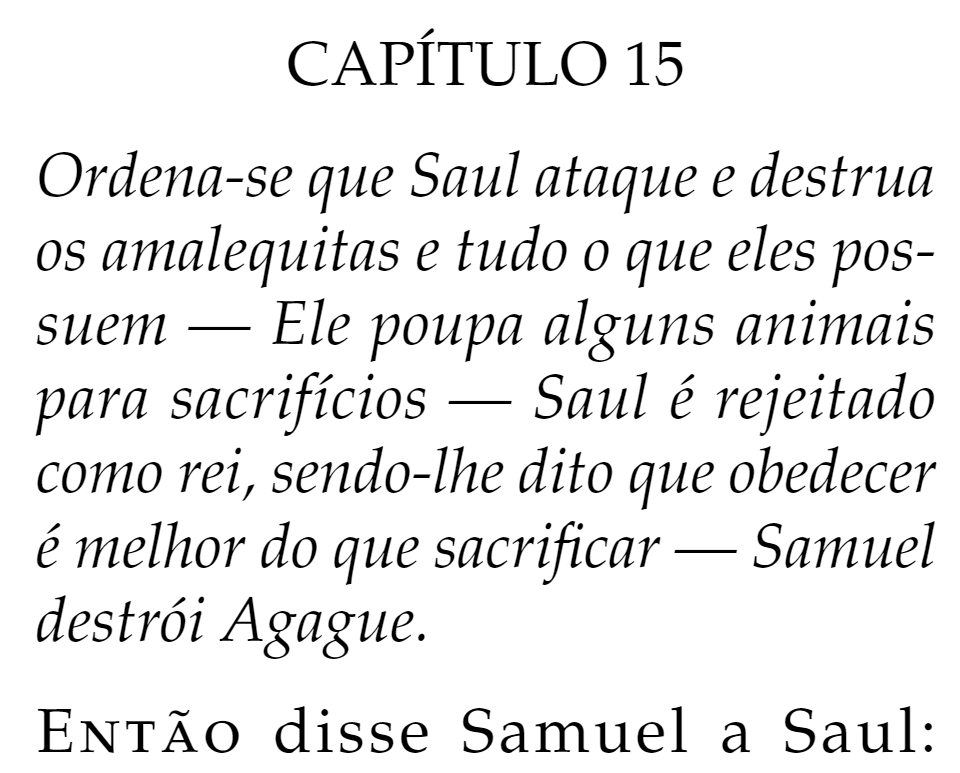 CAPÍTULO 15
Ordena-se que Saul ataque e destrua
os amalequitas e tudo o que eles pos-
suem — Ele poupa alguns animais
para sacrifícios — Saul é rejeitado
como rei, sendo-lhe dito que obedecer
é melhor do que sacrificar — Samuel
destrói Agague.
ENTÃO disse Samuel a Saul: